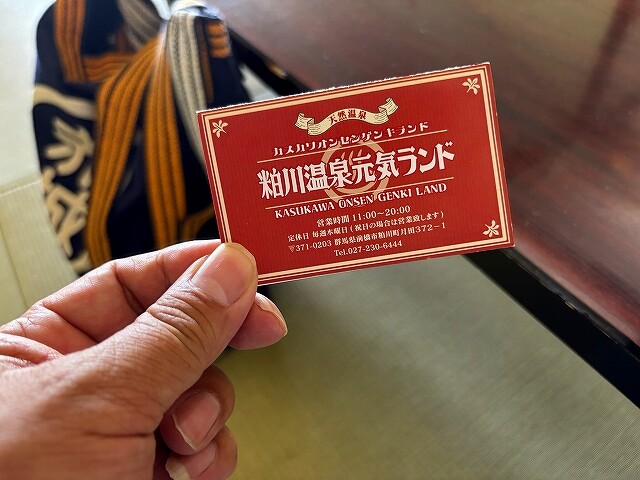 天然温泉
カスカワオンセンゲンキランド
粕川温泉元気ランド
KASUKAWA ONSEN GENKI LAND
営業時間 11:00～20:00
定休日 毎週水曜日(祝日の場合は営業致します)
〒371-0203 群馬県前橋市粕川町月田372－1
Tel.027-230-6444